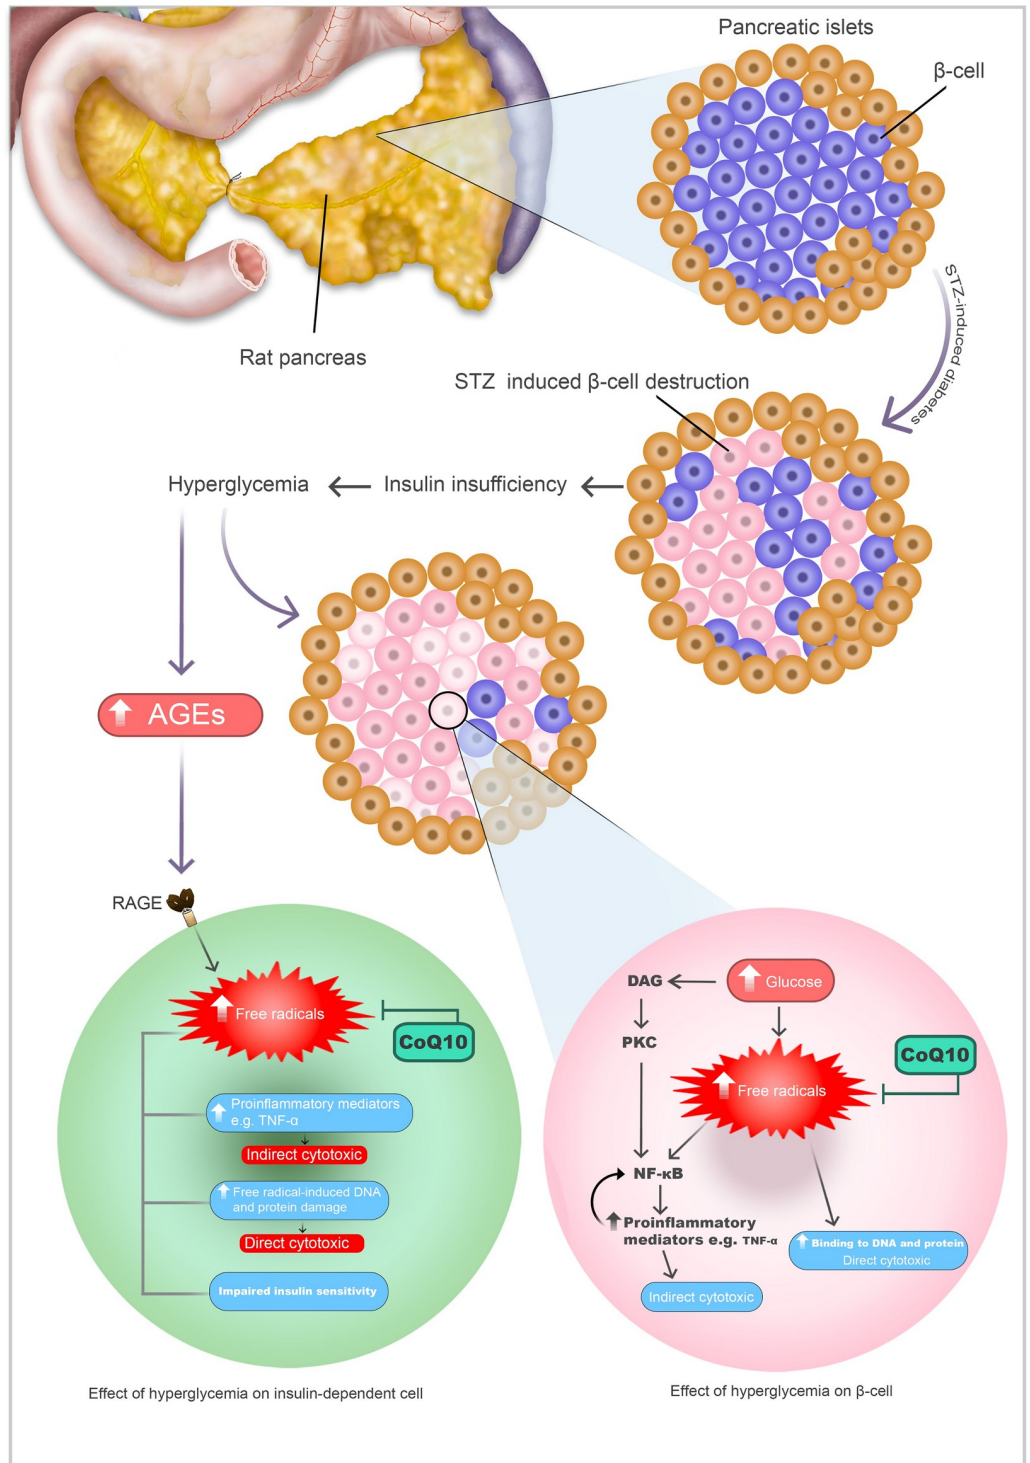 Pancreatic islets
β-cell
Rat pancreas
STZ-induced diabetes
STZ induced β-cell destruction
Hyperglycemia
Insulin insufficiency
AGEs
RAGE
Free radicals
CoQ10
Proinflammatory mediators
e.g. TNF-α
Indirect cytotoxic
Free radical-induced DNA
and protein damage
Direct cytotoxic
Impaired insulin sensitivity
Effect of hyperglycemia on insulin-dependent cell
DAG
Glucose
PKC
CoQ10
Free radicals
NF-κB
Proinflammatory
mediators e.g. TNF-α
Binding to DNA and protein
Direct cytotoxic
Indirect cytotoxic
Effect of hyperglycemia on β-cell